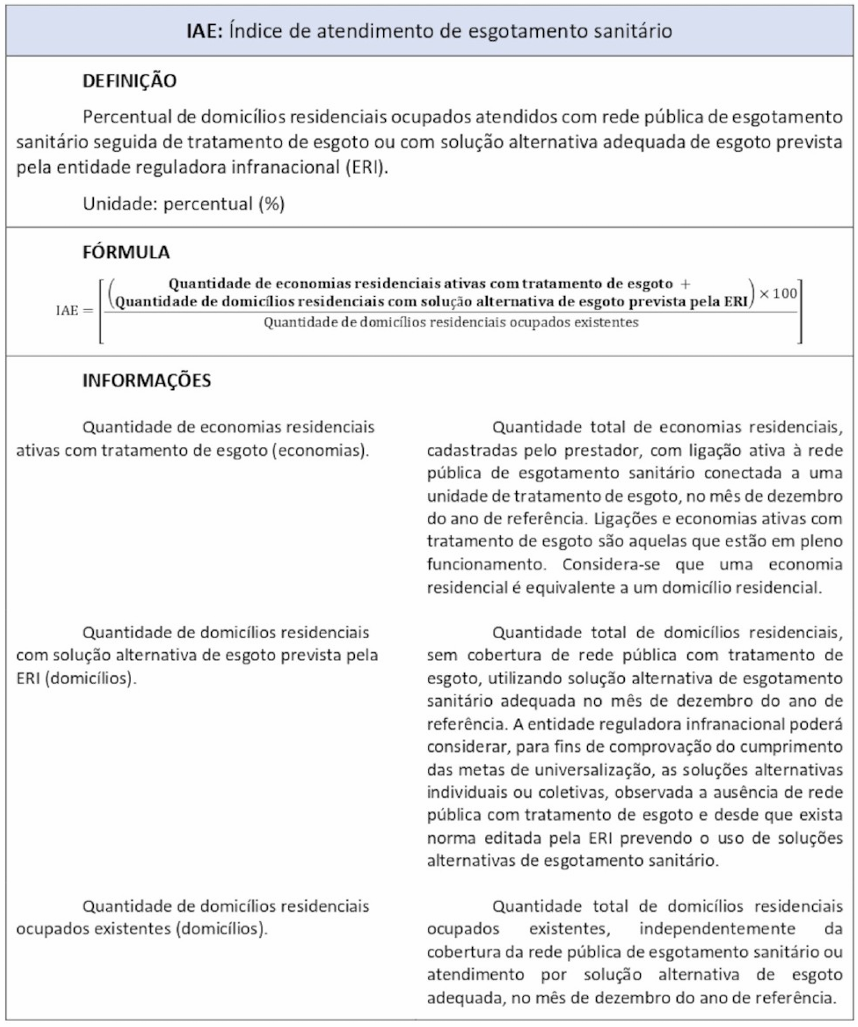 IAE: Índice de atendimento de esgotamento sanitário
DEFINIÇÃO
Percentual de domicílios residenciais ocupados atendidos com rede pública de esgotamento
sanitário seguida de tratamento de esgoto ou com solução alternativa adequada de esgoto prevista
pela entidade reguladora infranacional (ERI).
Unidade: percentual (%)
FÓRMULA
IAE = [((Quantidade de economias residenciais ativas com tratamento de esgoto +
Quantidade de domicílios residenciais com solução alternativa de esgoto prevista pela ERI) × 100
Quantidade de domicílios residenciais ocupados existentes]
INFORMAÇÕES
Quantidade de economias residenciais
ativas com tratamento de esgoto (economias).
Quantidade total de economias residenciais,
cadastradas pelo prestador, com ligação ativa à rede
pública de esgotamento sanitário conectada a uma
unidade de tratamento de esgoto, no mês de dezembro
do ano de referência. Ligações e economias ativas com
tratamento de esgoto são aquelas que estão em pleno
funcionamento. Considera-se que uma economia
residencial é equivalente a um domicílio residencial.
Quantidade de domicílios residenciais
com solução alternativa de esgoto prevista pela
ERI (domicílios).
Quantidade total de domicílios residenciais,
sem cobertura de rede pública com tratamento de
esgoto, utilizando solução alternativa de esgotamento
sanitário adequada no mês de dezembro do ano de
referência. A entidade reguladora infranacional poderá
considerar, para fins de comprovação do cumprimento
das metas de universalização, as soluções alternativas
individuais ou coletivas, observada a ausência de rede
pública com tratamento de esgoto e desde que exista
norma editada pela ERI prevendo o uso de soluções
alternativas de esgotamento sanitário.
Quantidade de domicílios residenciais
ocupados existentes (domicílios).
Quantidade total de domicílios residenciais
ocupados existentes, independentemente da
cobertura da rede pública de esgotamento sanitário ou
atendimento por solução alternativa de esgoto
adequada, no mês de dezembro do ano de referência.